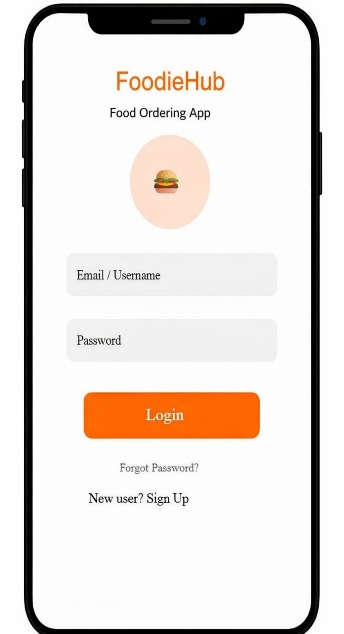 FoodieHub
Food Ordering App
Email / Username
Password
Login
Forgot Password?
New user? Sign Up